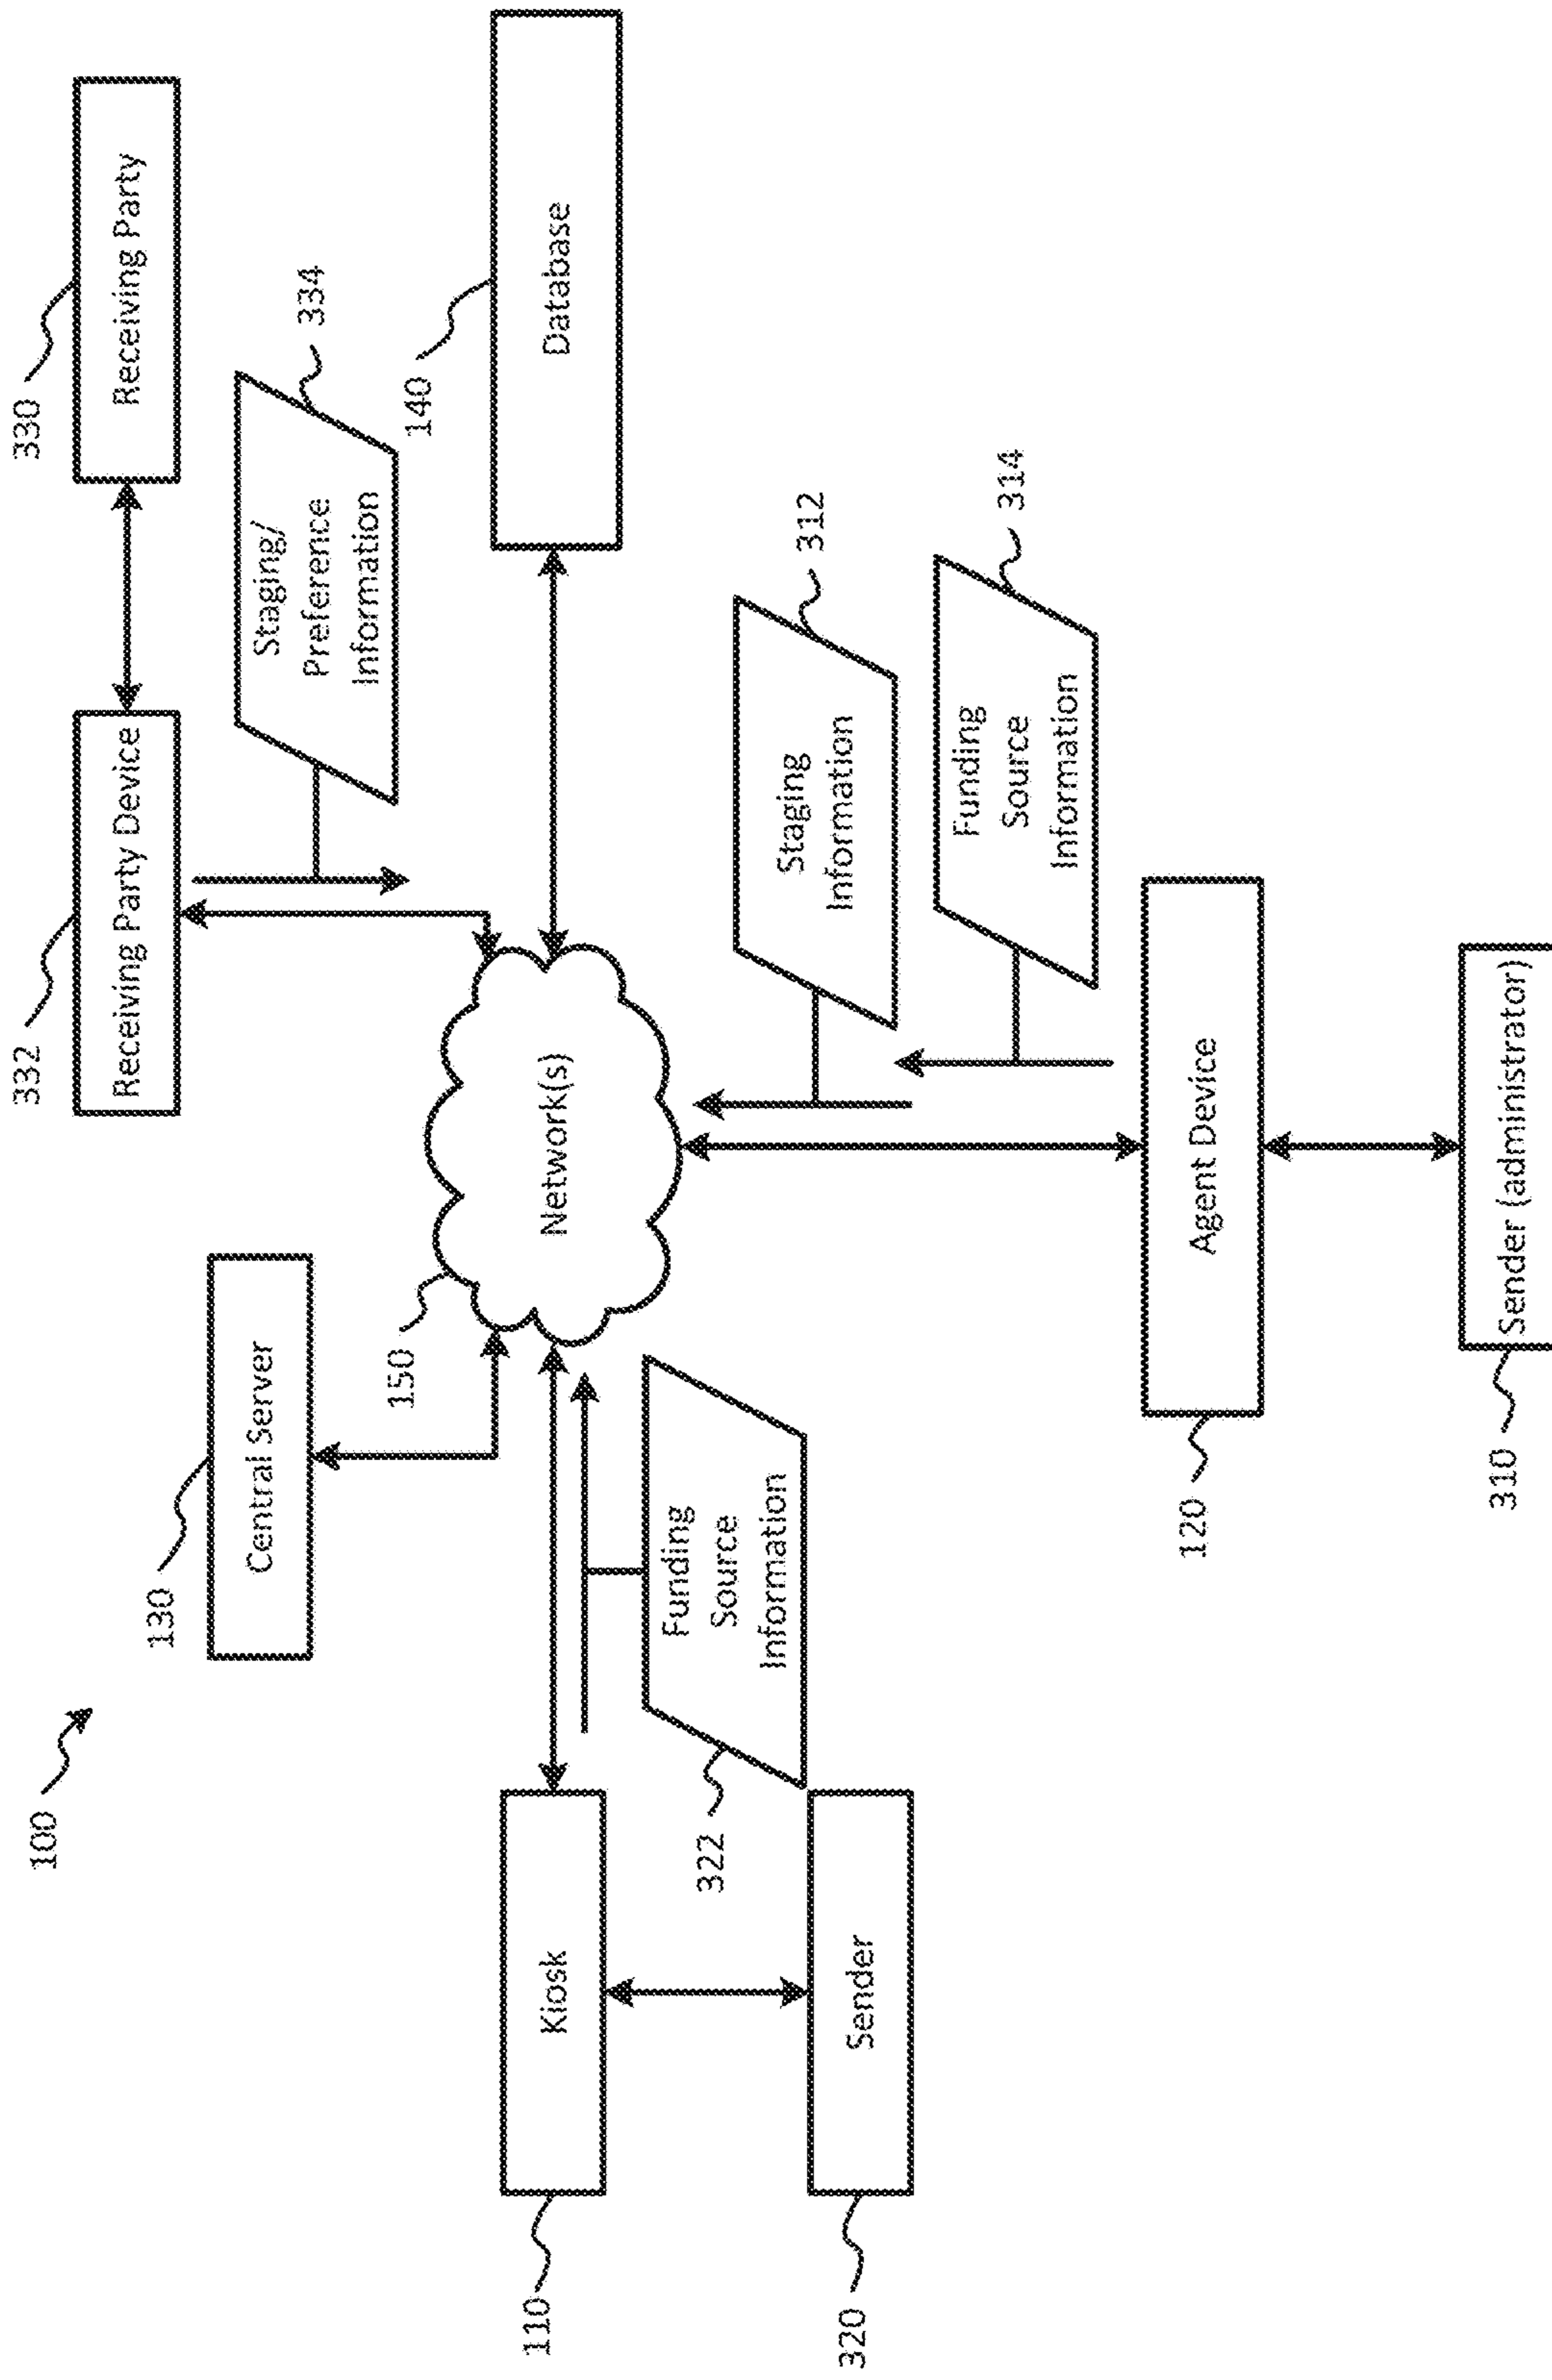 100
130
Central Server
332
Receiving Party Device
330
Receiving Party
Staging/
Preference
Information
334
150
Network(s)
140
Database
110
Kiosk
Funding
Source
Information
322
320
Sender
Staging
Information
312
Funding
Source
Information
314
120
Agent Device
310
Sender (administrator)